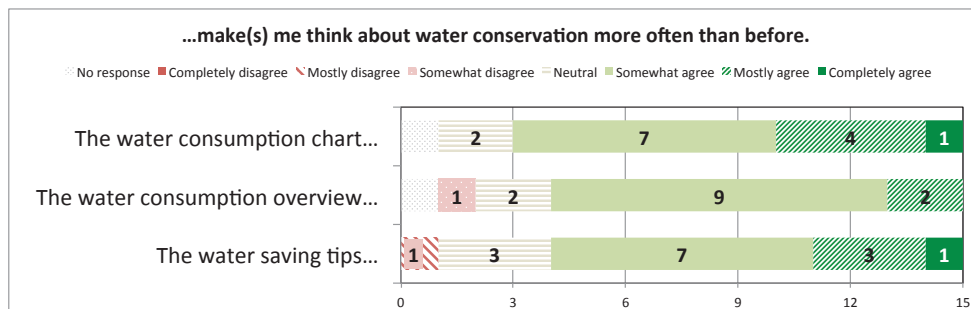 ...make(s) me think about water conservation more often than before.
No response Completely disagree Mostly disagree Somewhat disagree Neutral Somewhat agree Mostly agree Completely agree
The water consumption chart... 2 7 4 1
The water consumption overview... 1 2 9 2
The water saving tips... 1 3 7 3 1
0 3 6 9 12 15